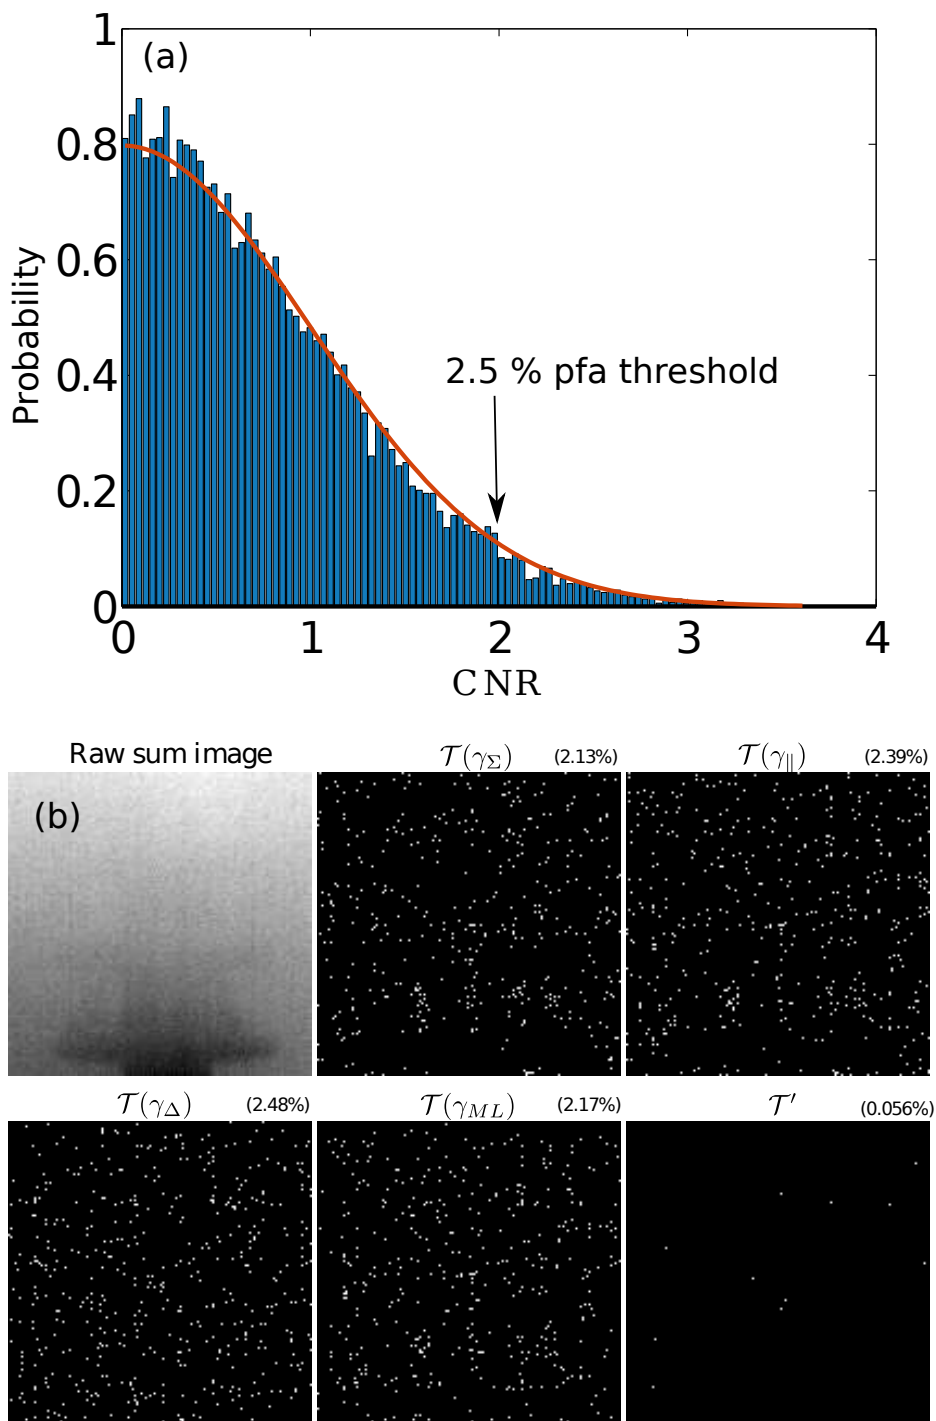 1
(a)
0.8
0.6
0.4
0.2
0
Probability
2.5 % pfa threshold
0 1 2 3 4
CNR
Raw sum image
𝒯(γ_Σ) (2.13%)
𝒯(γ_∥) (2.39%)
(b)
𝒯(γ_Δ) (2.48%)
𝒯(γ_ML) (2.17%)
𝒯′ (0.056%)